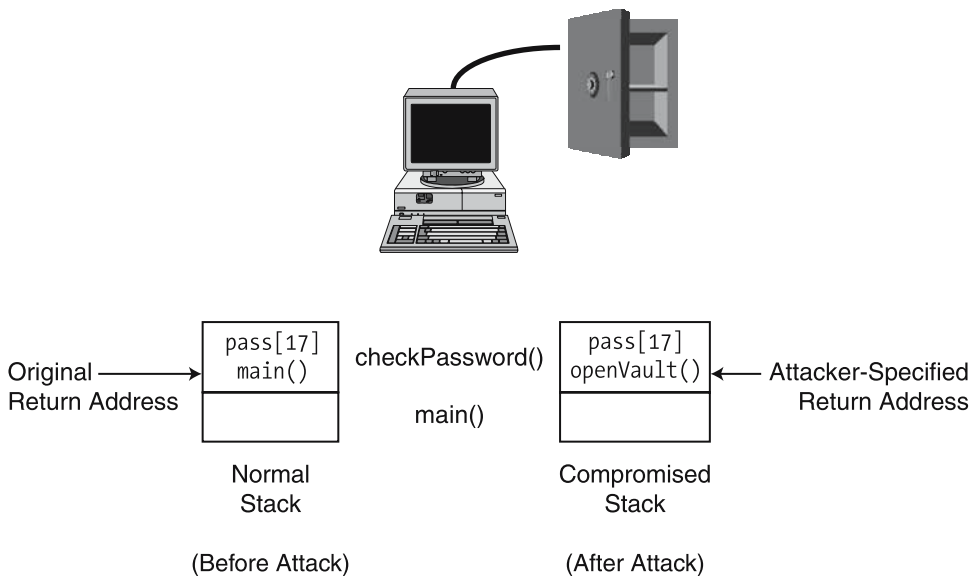 pass[17]
main()
Original
Return Address
checkPassword()
main()
pass[17]
openVault()
Attacker-Specified
Return Address
Normal
Stack
(Before Attack)
Compromised
Stack
(After Attack)